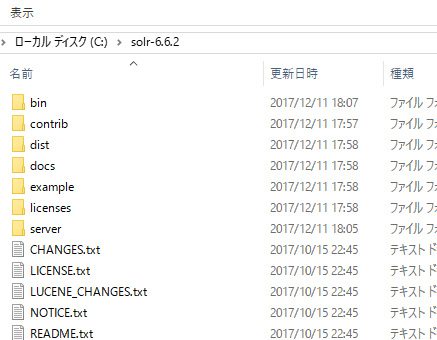 表示
ローカル ディスク (C:) › solr-6.6.2
名前 更新日時 種類
bin 2017/12/11 18:07 ファイル フォ
contrib 2017/12/11 17:57 ファイル フォ
dist 2017/12/11 17:58 ファイル フォ
docs 2017/12/11 17:58 ファイル フォ
example 2017/12/11 17:58 ファイル フォ
licenses 2017/12/11 17:58 ファイル フォ
server 2017/12/11 18:05 ファイル フォ
CHANGES.txt 2017/10/15 22:45 テキスト ド
LICENSE.txt 2017/10/15 22:45 テキスト ド
LUCENE_CHANGES.txt 2017/10/15 22:45 テキスト ド
NOTICE.txt 2017/10/15 22:45 テキスト ド
README.txt 2017/10/15 22:45 テキスト ド